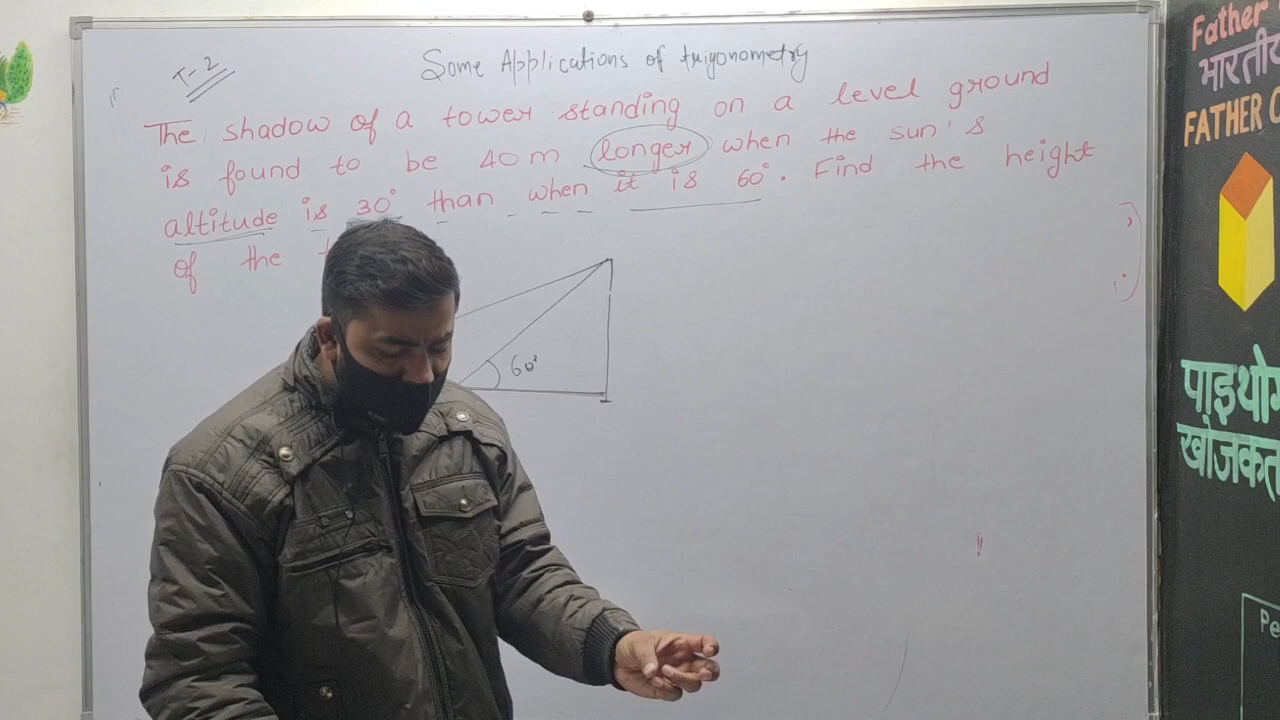 T-2
Some Applications of trigonometry
The shadow of a tower standing on a level ground
is found to be 40m longer when the sun's
altitude is 30° than when it is 60°. Find the height
of the
60°
Father
भारतीय
FATHER O
पाइथोग
खोजकर्त
Pe